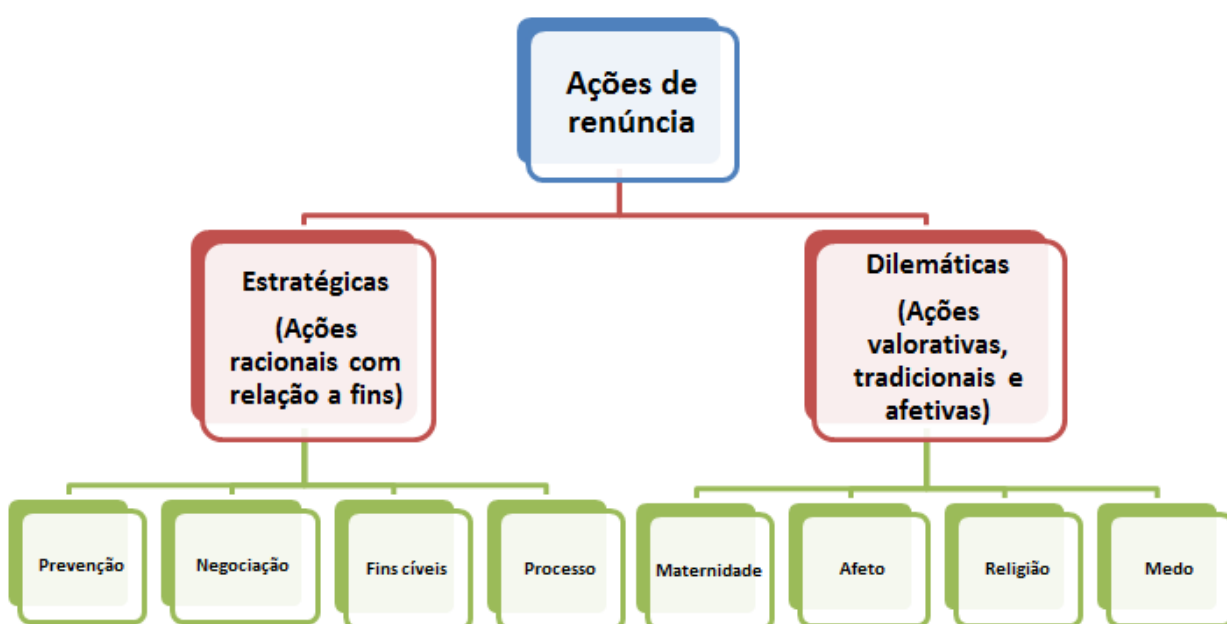 Ações de
renúncia
Estratégicas
(Ações
racionais com
relação a fins)
Dilemáticas
(Ações
valorativas,
tradicionais e
afetivas)
Prevenção
Negociação
Fins cíveis
Processo
Maternidade
Afeto
Religião
Medo